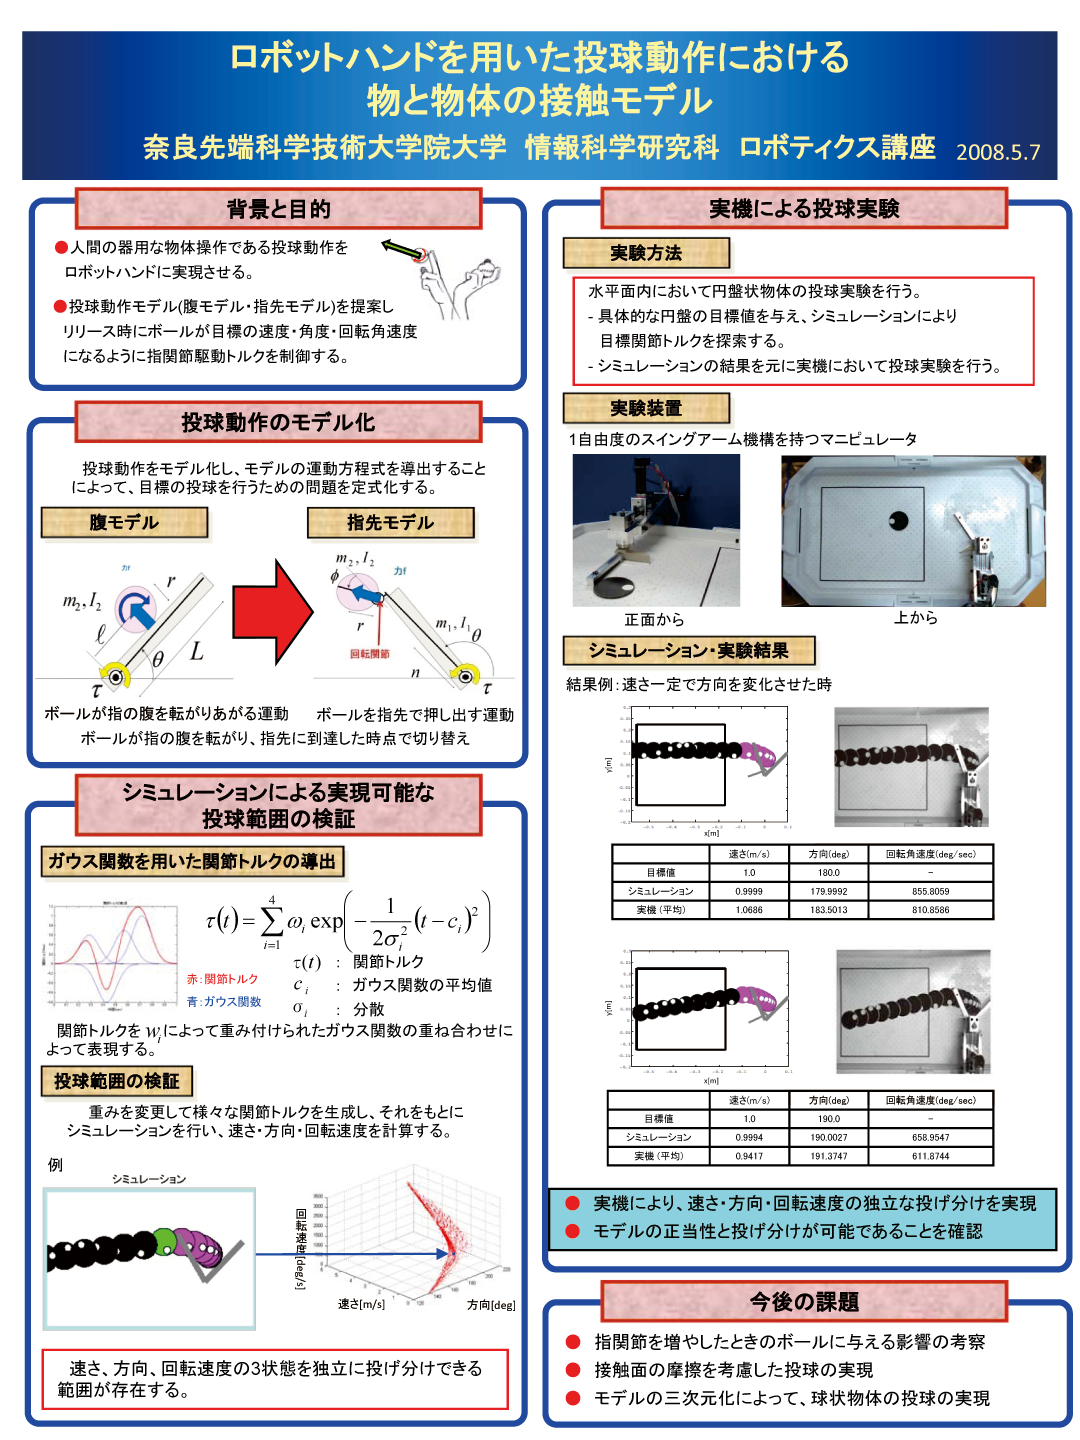 ロボットハンドを用いた投球動作における
物と物体の接触モデル
奈良先端科学技術大学院大学 情報科学研究科 ロボティクス講座 2008.5.7
背景と目的
●人間の器用な物体操作である投球動作を
ロボットハンドに実現させる。
●投球動作モデル(腹モデル・指先モデル)を提案し
リリース時にボールが目標の速度・角度・回転角速度
になるように指関節駆動トルクを制御する。
投球動作のモデル化
投球動作をモデル化し、モデルの運動方程式を導出すること
によって、目標の投球を行うための問題を定式化する。
腹モデル
指先モデル
力f
r
m₂, I₂
ℓ
θ
L
τ
m₂, I₂
φ
力f
r
m₁, I₁
θ
回転関節
n
τ
ボールが指の腹を転がりあがる運動
ボールを指先で押し出す運動
ボールが指の腹を転がり、指先に到達した時点で切り替え
シミュレーションによる実現可能な
投球範囲の検証
ガウス関数を用いた関節トルクの導出
τ(t) = Σ_{i=1}^{4} ω_i exp(− 1/(2σ_i²) (t − c_i)²)
赤:関節トルク
青:ガウス関数
τ(t) : 関節トルク
c_i : ガウス関数の平均値
σ_i : 分散
関節トルクを w_i によって重み付けられたガウス関数の重ね合わせに
よって表現する。
投球範囲の検証
重みを変更して様々な関節トルクを生成し、それをもとに
シミュレーションを行い、速さ・方向・回転速度を計算する。
例
シミュレーション
回転速度[deg/s]
速さ[m/s]
方向[deg]
速さ、方向、回転速度の3状態を独立に投げ分けできる
範囲が存在する。
実機による投球実験
実験方法
水平面内において円盤状物体の投球実験を行う。
- 具体的な円盤の目標値を与え、シミュレーションにより
目標関節トルクを探索する。
- シミュレーションの結果を元に実機において投球実験を行う。
実験装置
1自由度のスイングアーム機構を持つマニピュレータ
正面から
上から
シミュレーション・実験結果
結果例:速さ一定で方向を変化させた時
y[m]
x[m]
速さ(m/s) 方向(deg) 回転角速度(deg/sec)
目標値 1.0 180.0 −
シミュレーション 0.9999 179.9992 855.8059
実機(平均) 1.0686 183.5013 810.8586
y[m]
x[m]
速さ(m/s) 方向(deg) 回転角速度(deg/sec)
目標値 1.0 190.0 −
シミュレーション 0.9994 190.0027 658.9547
実機(平均) 0.9417 191.3747 611.8744
● 実機により、速さ・方向・回転速度の独立な投げ分けを実現
● モデルの正当性と投げ分けが可能であることを確認
今後の課題
● 指関節を増やしたときのボールに与える影響の考察
● 接触面の摩擦を考慮した投球の実現
● モデルの三次元化によって、球状物体の投球の実現